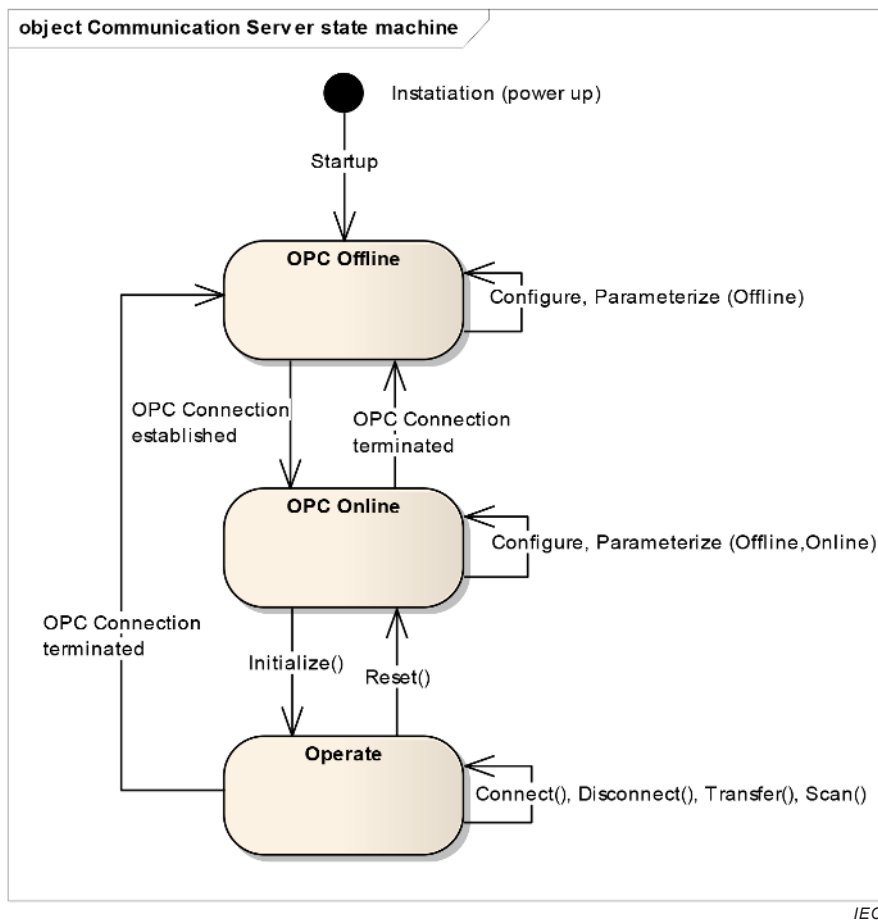 object Communication Server state machine
Instatiation (power up)
Startup
OPC Offline
Configure, Parameterize (Offline)
OPC Connection
established
OPC Connection
terminated
OPC Online
Configure, Parameterize (Offline,Online)
OPC Connection
terminated
Initialize()
Reset()
Operate
Connect(), Disconnect(), Transfer(), Scan()
IEC